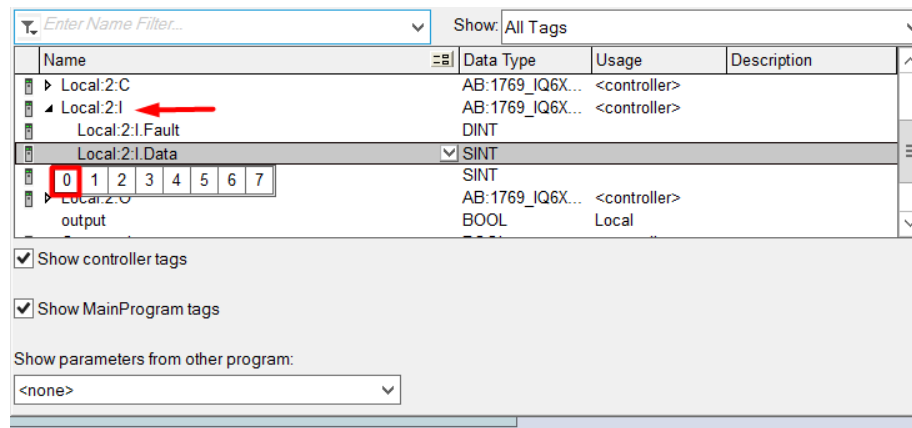 Enter Name Filter... Show: All Tags
Name Data Type Usage Description
Local:2:C AB:1769_IQ6X... <controller>
Local:2:I AB:1769_IQ6X... <controller>
Local:2:I.Fault DINT
Local:2:I.Data SINT
0 1 2 3 4 5 6 7 SINT
Local:2:O AB:1769_IQ6X... <controller>
output BOOL Local
Show controller tags
Show MainProgram tags
Show parameters from other program:
<none>